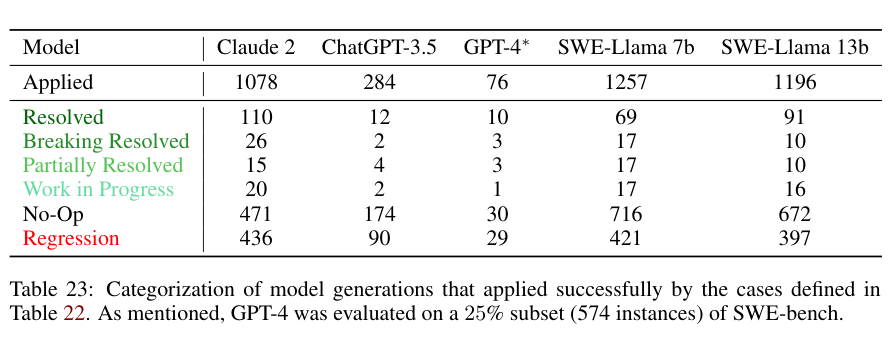 Model Claude 2 ChatGPT-3.5 GPT-4* SWE-Llama 7b SWE-Llama 13b
Applied 1078 284 76 1257 1196
Resolved 110 12 10 69 91
Breaking Resolved 26 2 3 17 10
Partially Resolved 15 4 3 17 10
Work in Progress 20 2 1 17 16
No-Op 471 174 30 716 672
Regression 436 90 29 421 397
Table 23: Categorization of model generations that applied successfully by the cases defined in
Table 22. As mentioned, GPT-4 was evaluated on a 25% subset (574 instances) of SWE-bench.